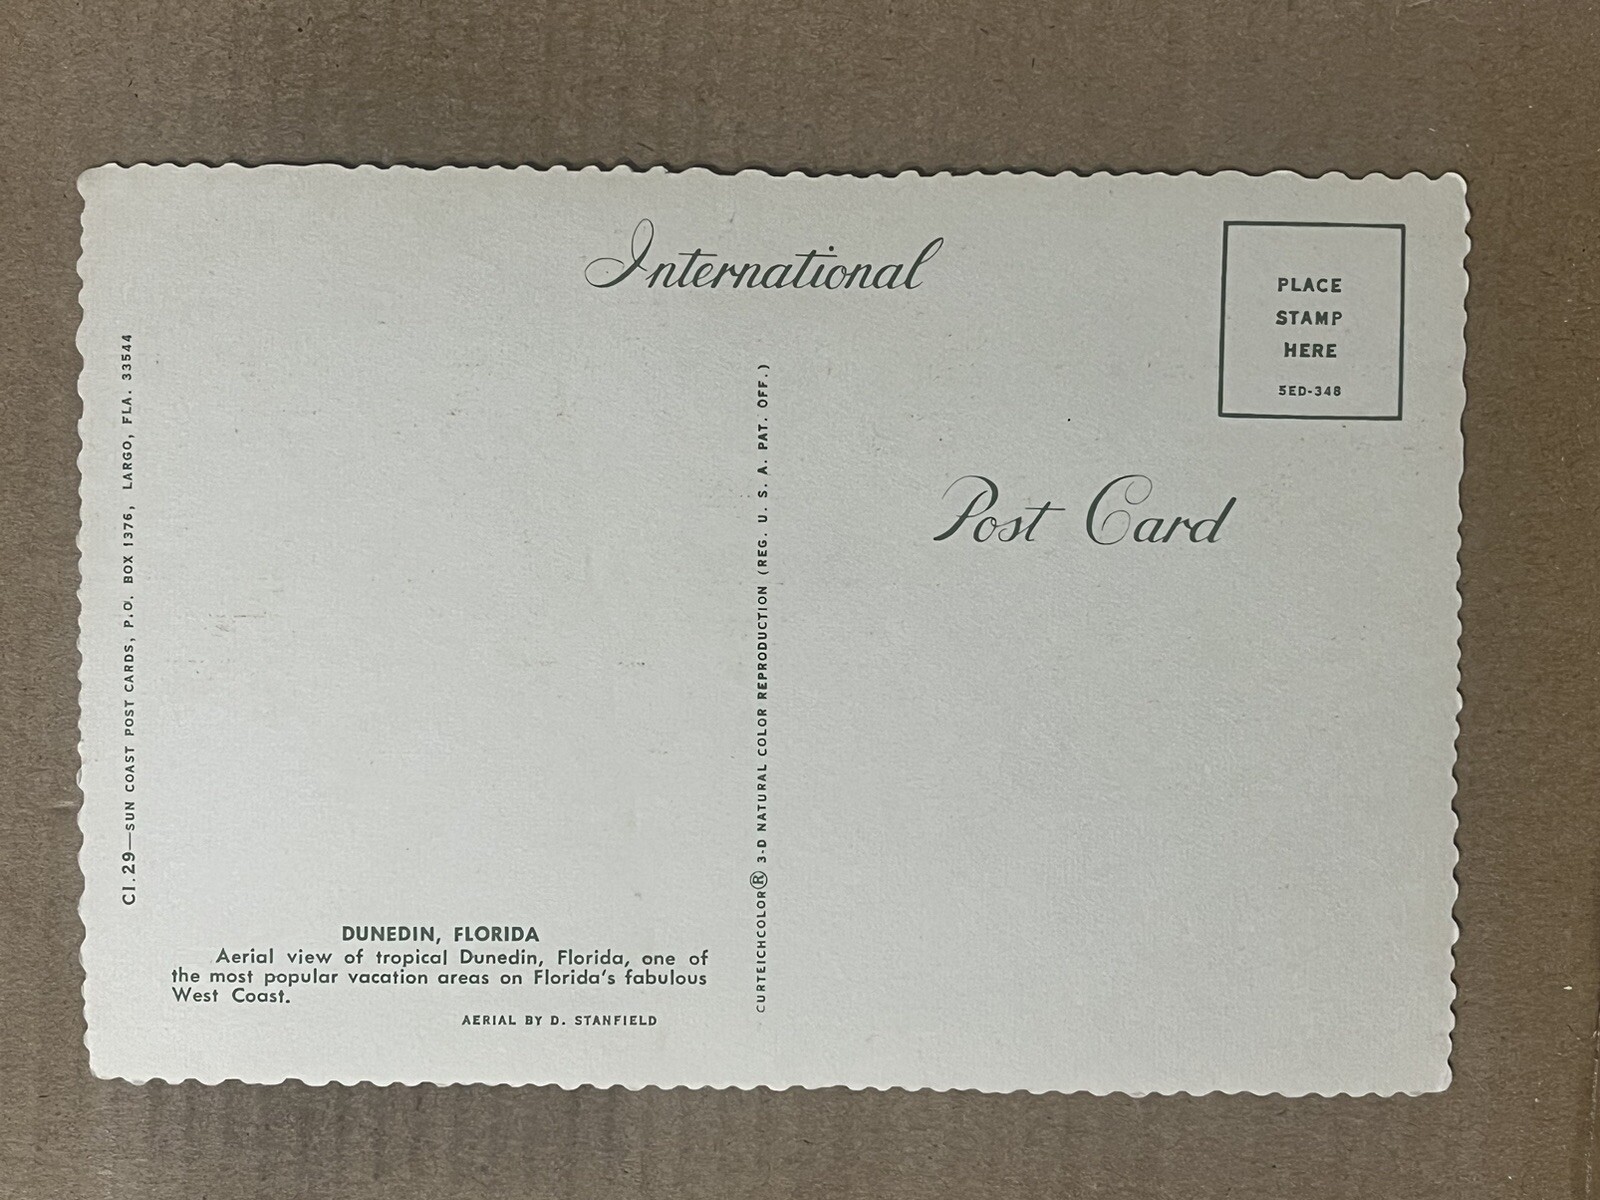 International
PLACE
STAMP
HERE
5ED-348
Post Card
CI.29—SUN COAST POST CARDS, P.O. BOX 1376, LARGO, FLA. 33544
CURTEICHCOLOR® 3-D NATURAL COLOR REPRODUCTION (REG. U. S. A. PAT. OFF.)
DUNEDIN, FLORIDA
Aerial view of tropical Dunedin, Florida, one of
the most popular vacation areas on Florida's fabulous
West Coast.
AERIAL BY D. STANFIELD